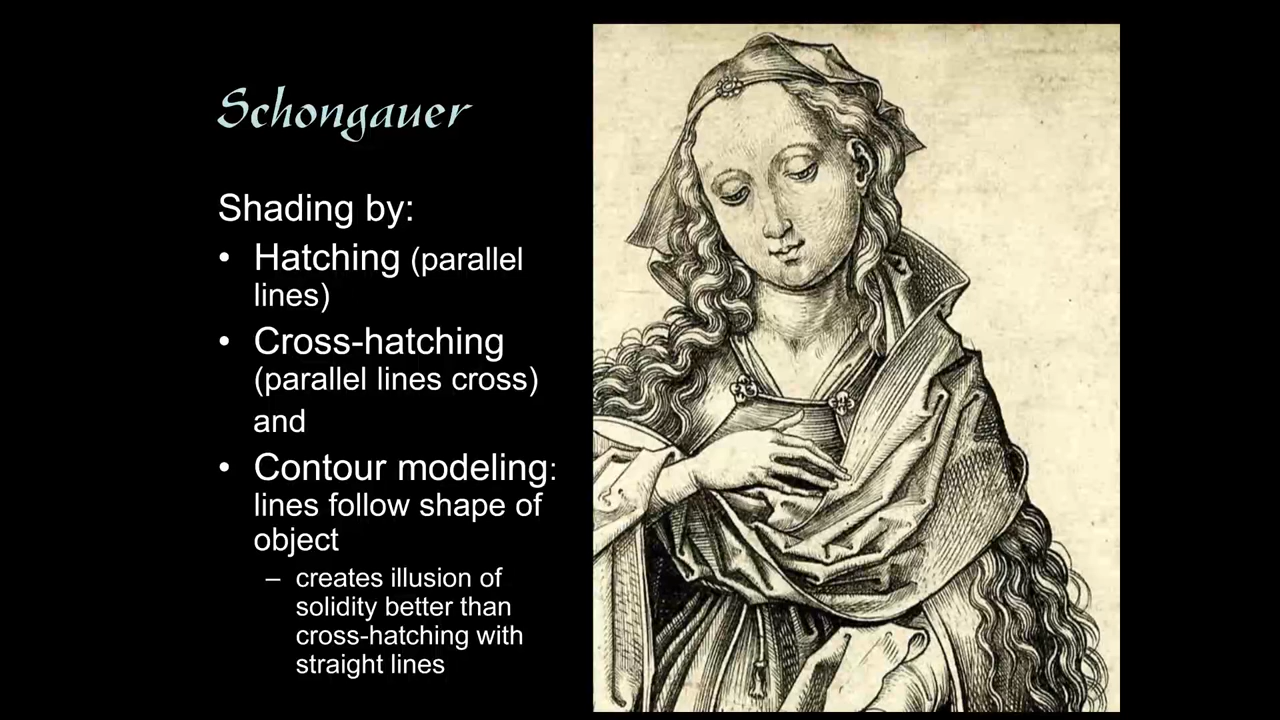 Schongauer
Shading by:
• Hatching (parallel
lines)
• Cross-hatching
(parallel lines cross)
and
• Contour modeling:
lines follow shape of
object
– creates illusion of
solidity better than
cross-hatching with
straight lines